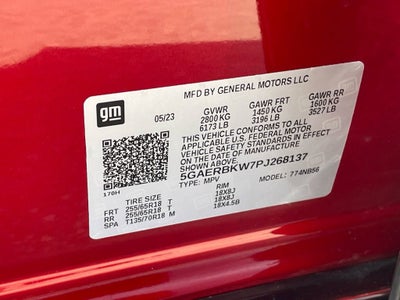 gm
MFD BY GENERAL MOTORS LLC
05/23 GVWR GAWR FRT GAWR RR
2800 KG 1450 KG 1600 KG
6173 LB 3196 LB 3527 LB
THIS VEHICLE CONFORMS TO ALL
APPLICABLE U.S. FEDERAL MOTOR
VEHICLE SAFETY AND THEFT
PREVENTION STANDARDS IN EFFECT
ON THE DATE OF MANUFACTURE
SHOWN ABOVE.
5GAERBKW7PJ268137
TYPE: MPV MODEL: 774NB56
170H
TIRE SIZE RIM
FRT 255/65R18 T 18X8J
RR 255/65R18 T 18X8J
SPA T135/70R18 M 18X4.5B